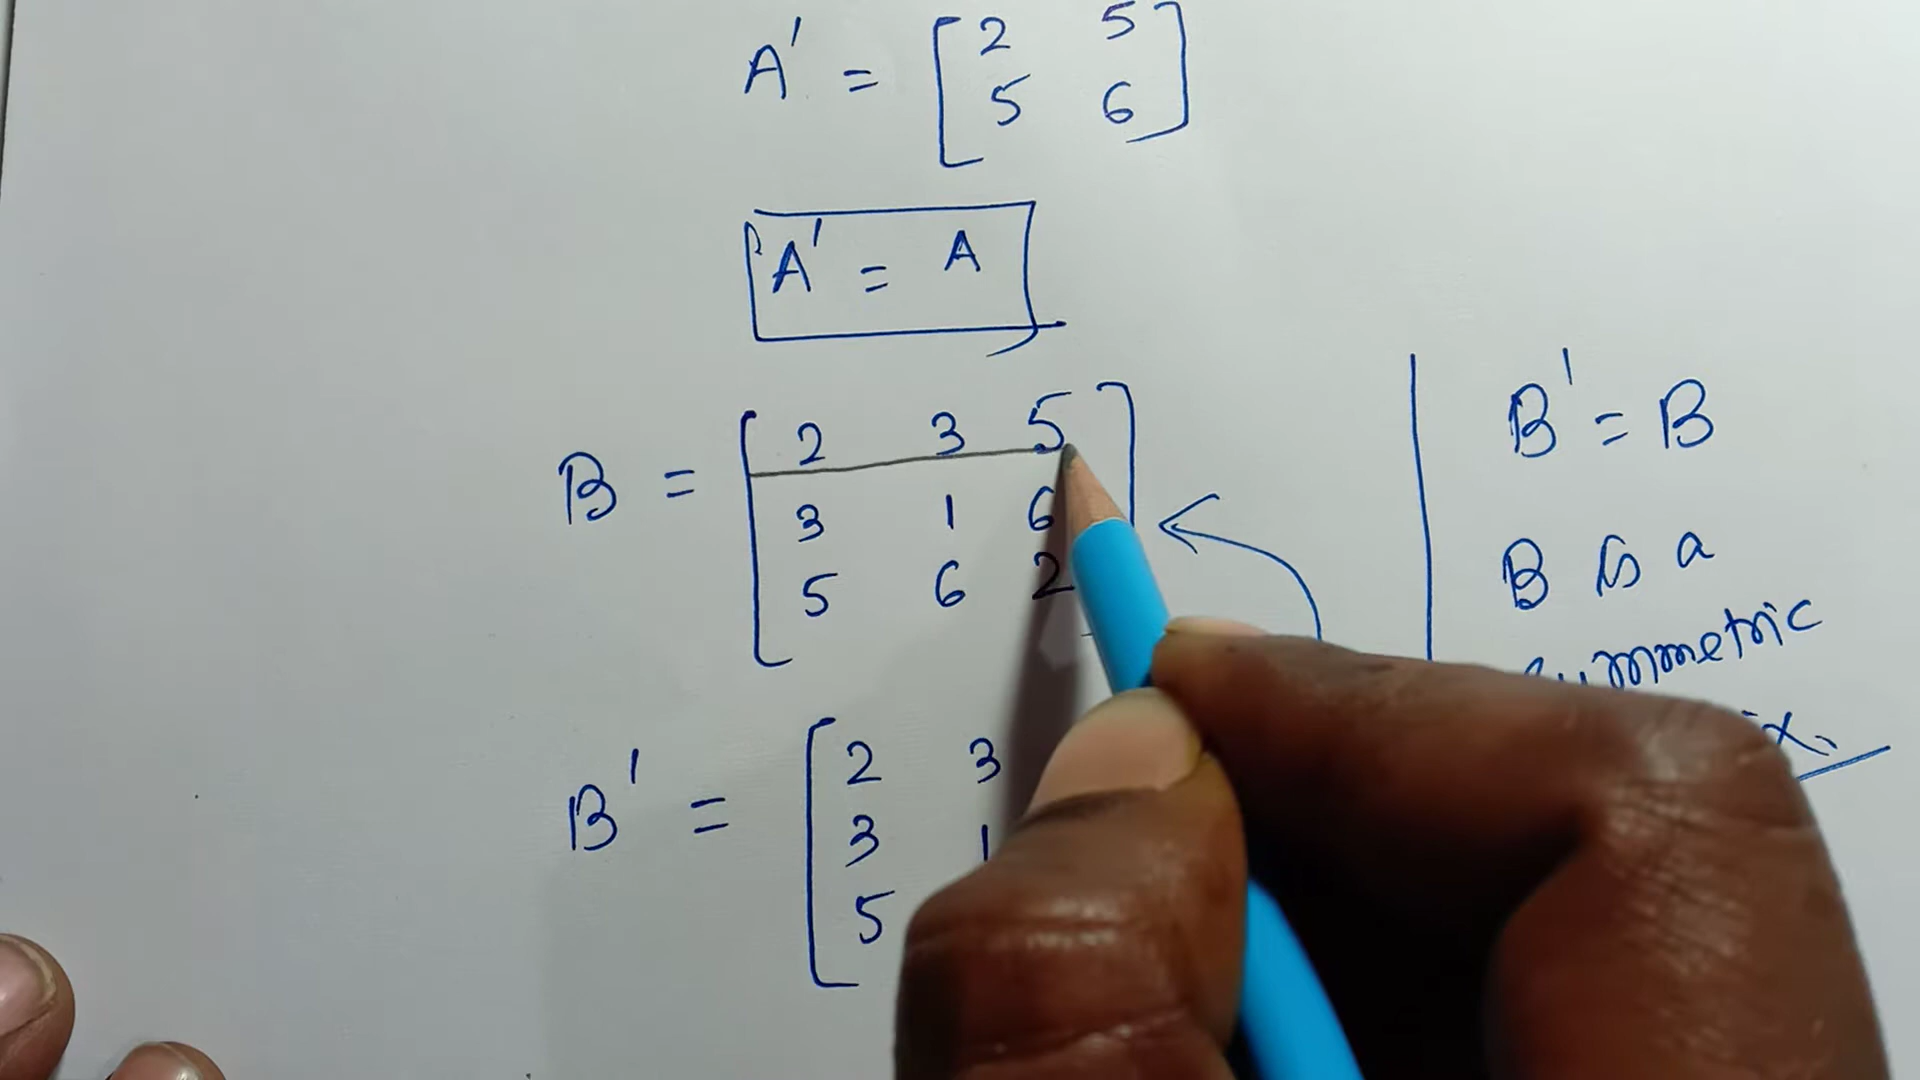 A' = [2 5
5 6]
A' = A
B = [2 3 5
3 1 6
5 6 2
B' = [2 3
3 1
5
B' = B
B is a
symmetric